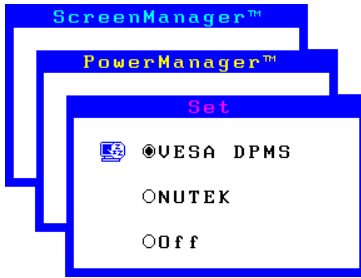 ScreenManager™
PowerManager™
Set
VESA DPMS
NUTEK
Off